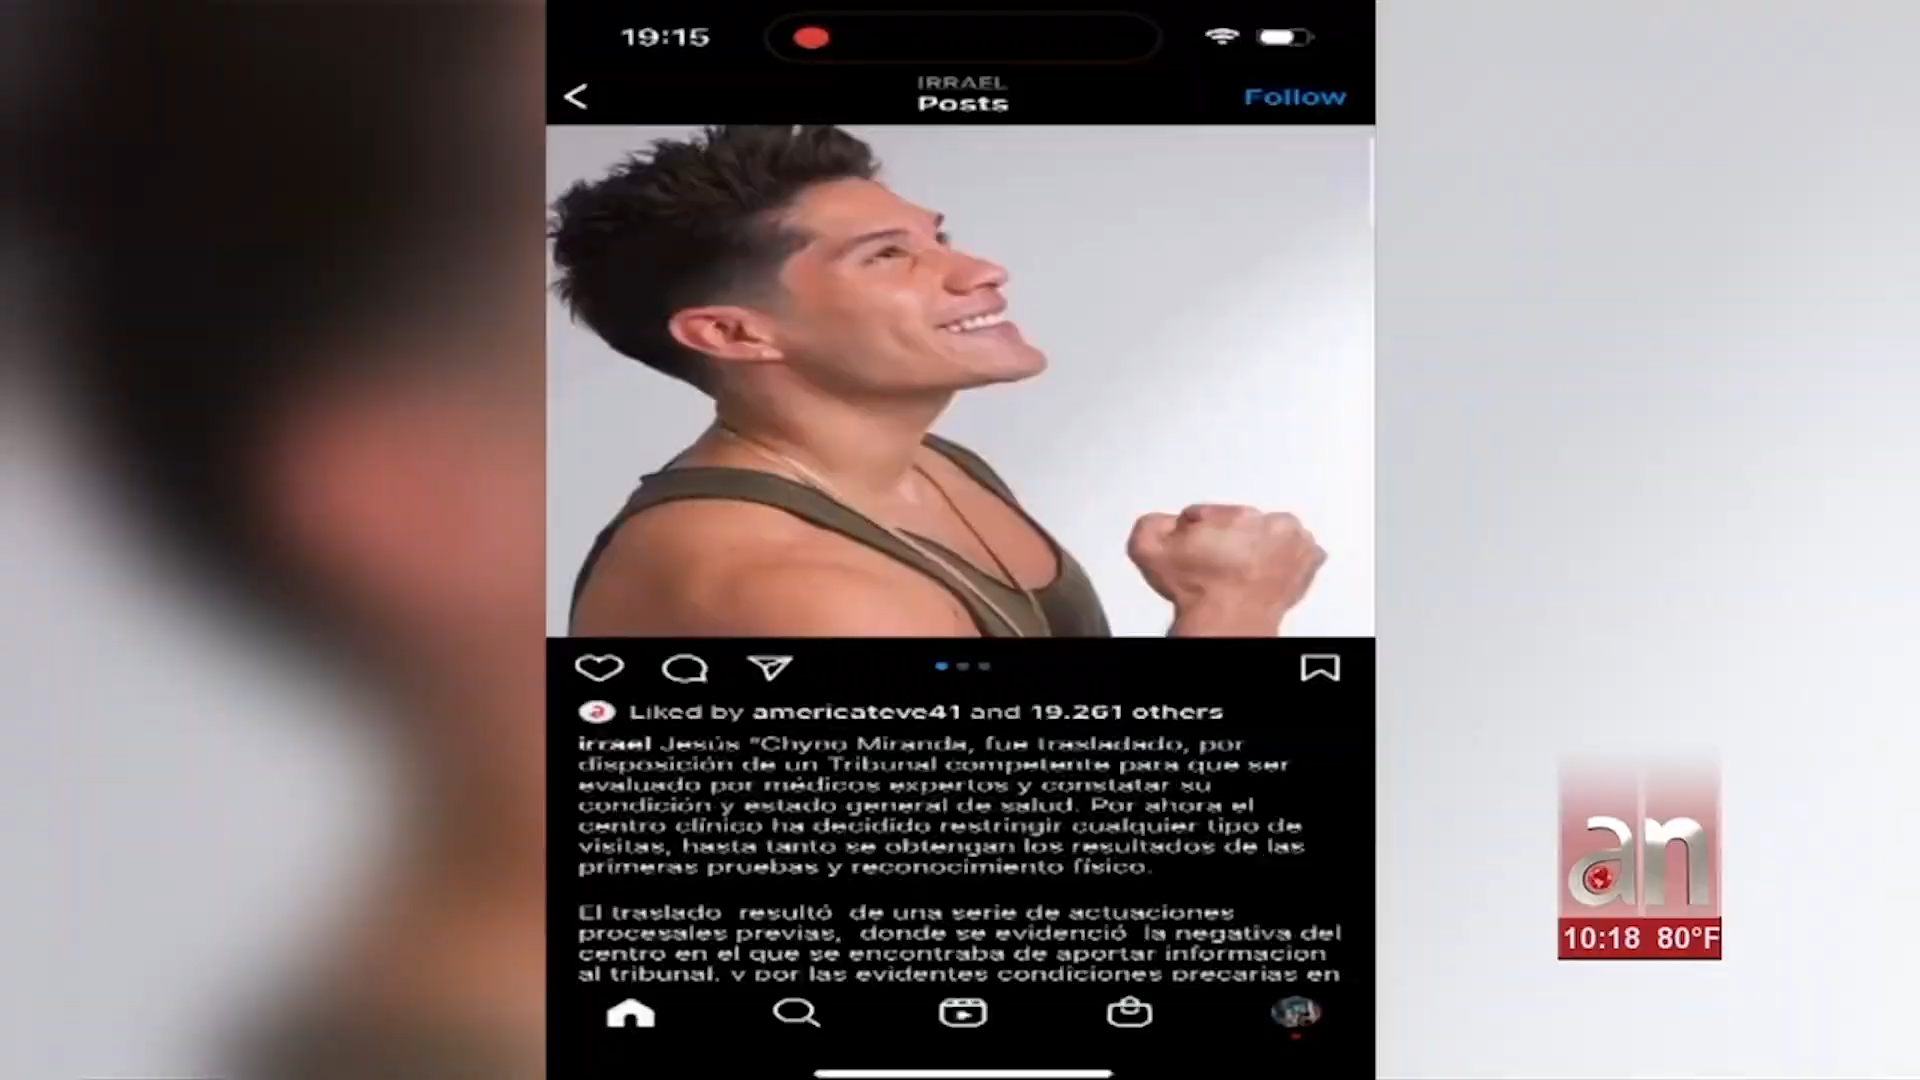 19:15
IRRAEL
Posts
Follow
Liked by americateve41 and 19.261 others
irrael Jesús "Chyno Miranda, fue trasladado, por
disposición de un Tribunal competente para que ser
evaluado por médicos expertos y constatar su
condición y estado general de salud. Por ahora el
centro clínico ha decidido restringir cualquier tipo de
visitas, hasta tanto se obtengan los resultados de las
primeras pruebas y reconocimiento físico.
El traslado resultó de una serie de actuaciones
procesales previas, donde se evidenció la negativa del
centro en el que se encontraba de aportar informacion
al tribunal, y por las evidentes condiciones precarias en
an
10:18 80°F